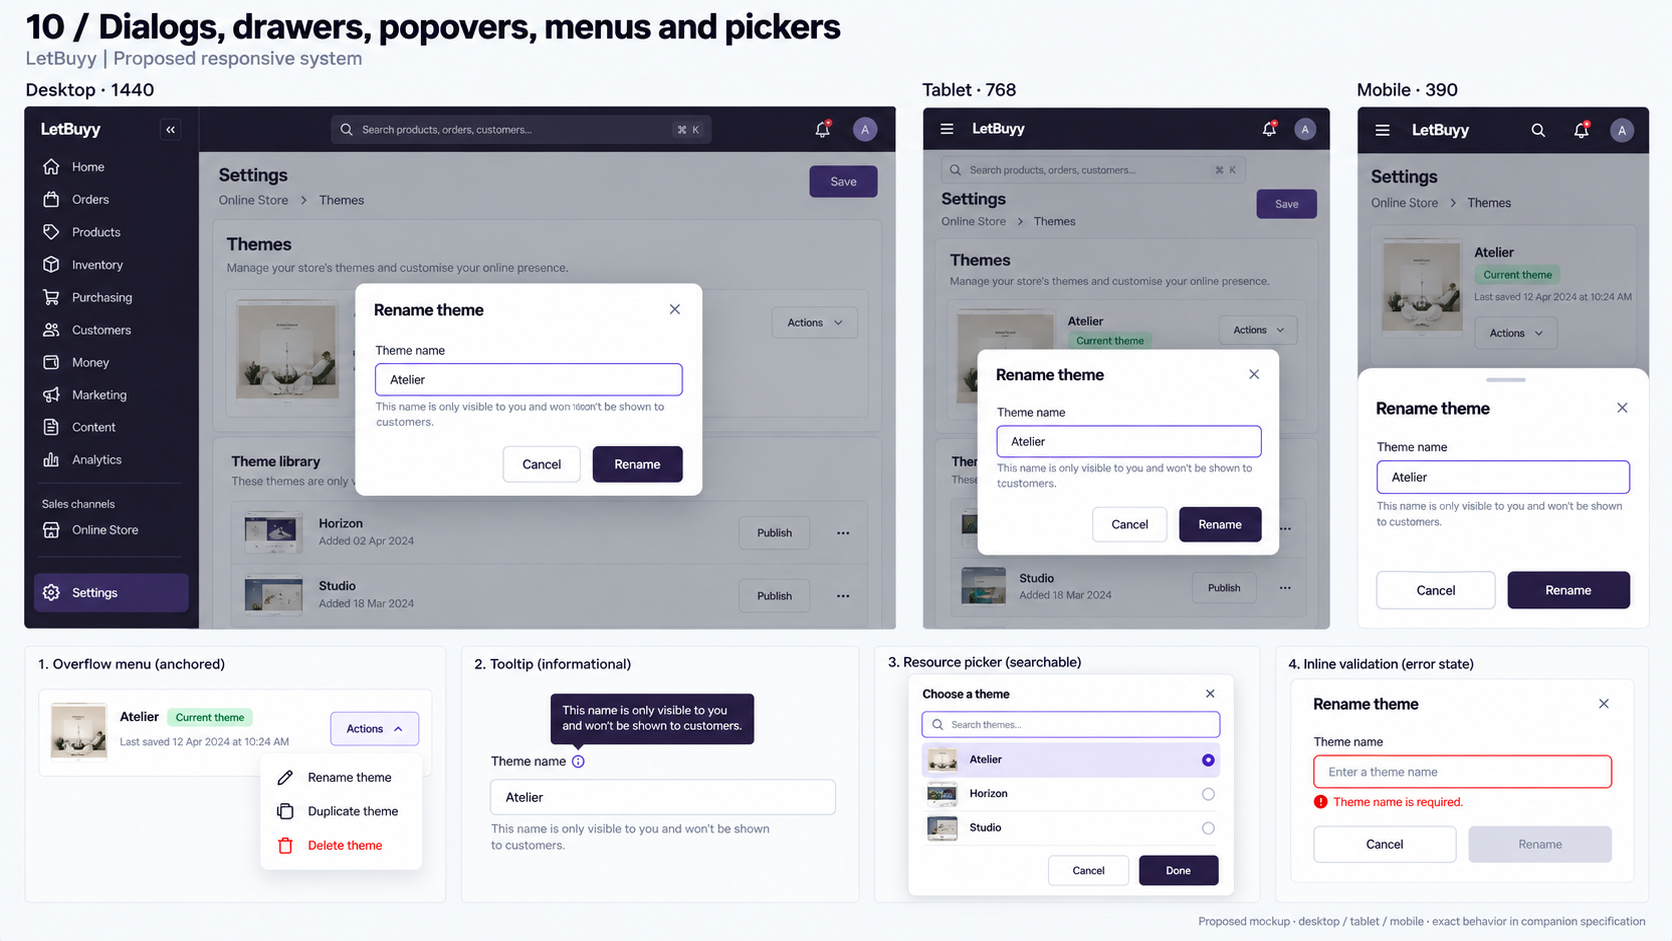 10 / Dialogs, drawers, popovers, menus and pickers
LetBuyy | Proposed responsive system
Desktop · 1440
LetBuyy
Search products, orders, customers...
⌘ K
A
Home
Orders
Products
Inventory
Purchasing
Customers
Money
Marketing
Content
Analytics
Sales channels
Online Store
Settings
Settings
Save
Online Store > Themes
Themes
Manage your store's themes and customise your online presence.
Actions
Rename theme
Theme name
Atelier
This name is only visible to you and won
customers.
Cancel
Rename
Theme library
These themes are only
Horizon
Added 02 Apr 2024
Publish
Studio
Added 18 Mar 2024
Publish
Tablet · 768
LetBuyy
A
Search products, orders, customers...
⌘ K
Settings
Save
Online Store > Themes
Themes
Manage your store's themes and customise your online presence.
Atelier
Current theme
Actions
Rename theme
Theme name
Atelier
This name is only visible to you and won't be shown to
tcustomers.
Cancel
Rename
These
Studio
Added 18 Mar 2024
Publish
Mobile · 390
LetBuyy
A
Settings
Online Store > Themes
Atelier
Current theme
Last saved 12 Apr 2024 at 10:24 AM
Actions
Rename theme
Theme name
Atelier
This name is only visible to you and won't be shown
to customers.
Cancel
Rename
1. Overflow menu (anchored)
Atelier
Current theme
Last saved 12 Apr 2024 at 10:24 AM
Actions
Rename theme
Duplicate theme
Delete theme
2. Tooltip (informational)
This name is only visible to you
and won't be shown to customers.
Theme name
Atelier
This name is only visible to you and won't be shown
to customers.
3. Resource picker (searchable)
Choose a theme
Search themes...
Atelier
Horizon
Studio
Cancel
Done
4. Inline validation (error state)
Rename theme
Theme name
Enter a theme name
Theme name is required.
Cancel
Rename
Proposed mockup · desktop / tablet / mobile · exact behavior in companion specification